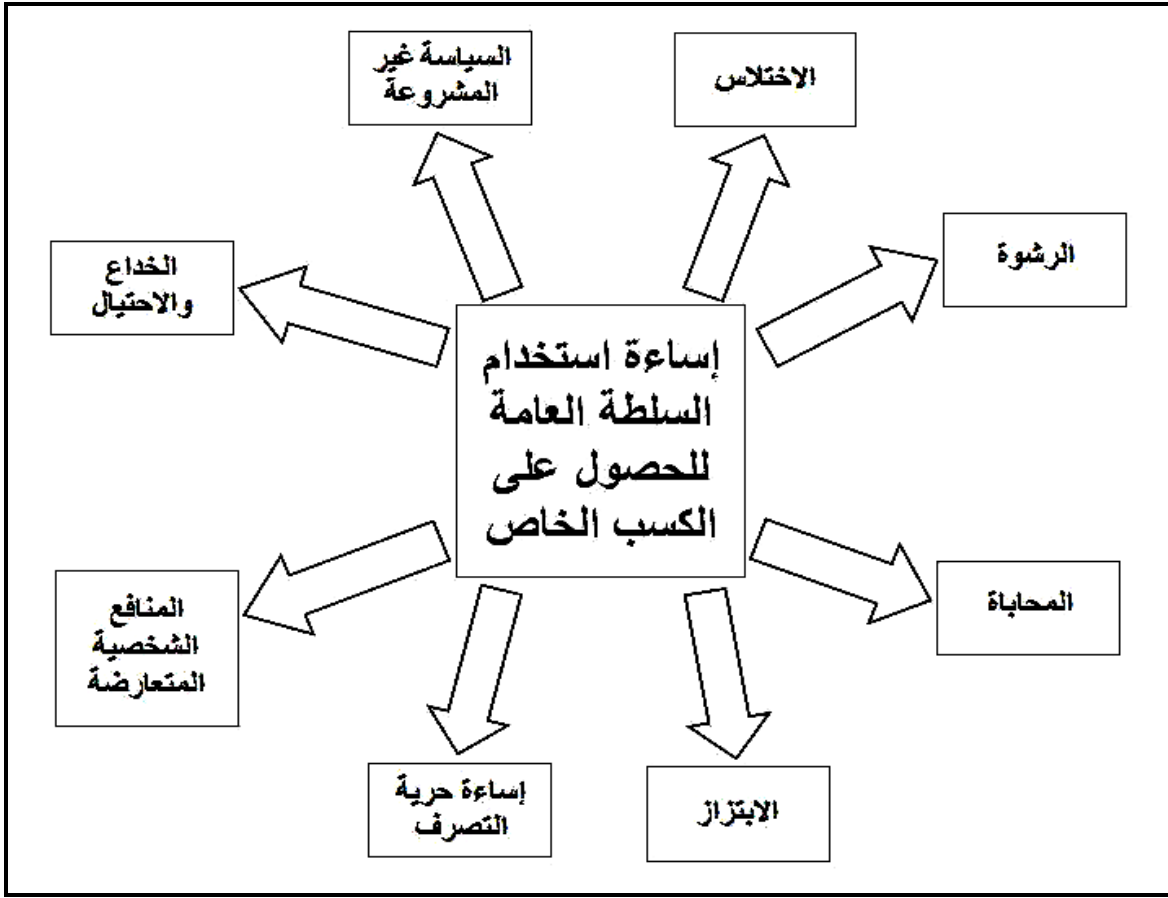 السياسة غير
المشروعة
الاختلاس
الرشوة
الخداع
والاحتيال
إساءة استخدام
السلطة العامة
للحصول على
الكسب الخاص
المحاباة
المنافع
الشخصية
المتعارضة
إساءة حرية
التصرف
الابتزاز